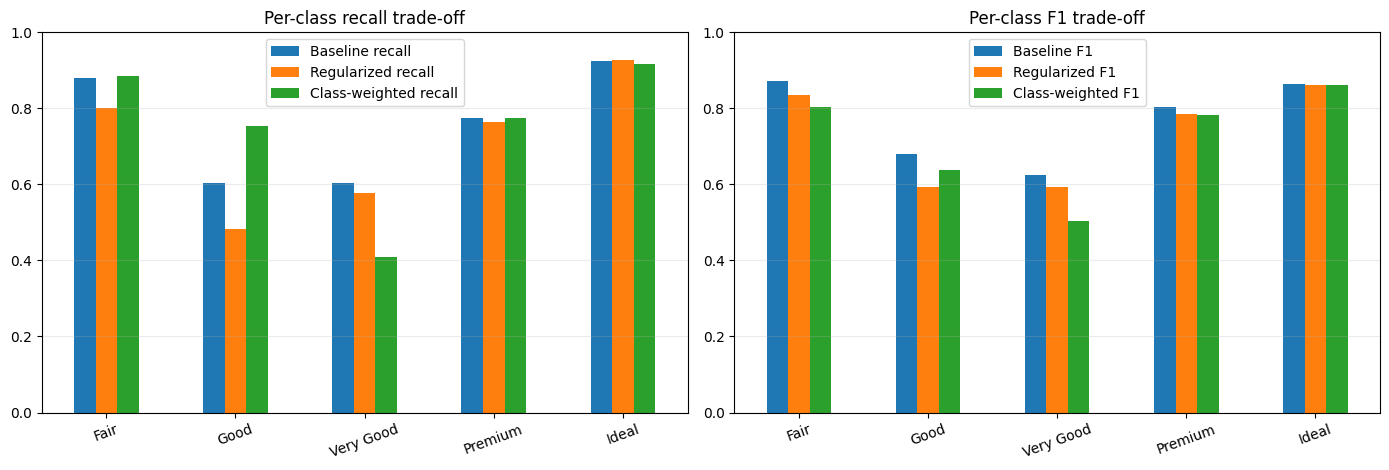 Per-class recall trade-off
1.0
0.8
0.6
0.4
0.2
0.0
Baseline recall
Regularized recall
Class-weighted recall
Fair
Good
Very Good
Premium
Ideal
Per-class F1 trade-off
1.0
0.8
0.6
0.4
0.2
0.0
Baseline F1
Regularized F1
Class-weighted F1
Fair
Good
Very Good
Premium
Ideal